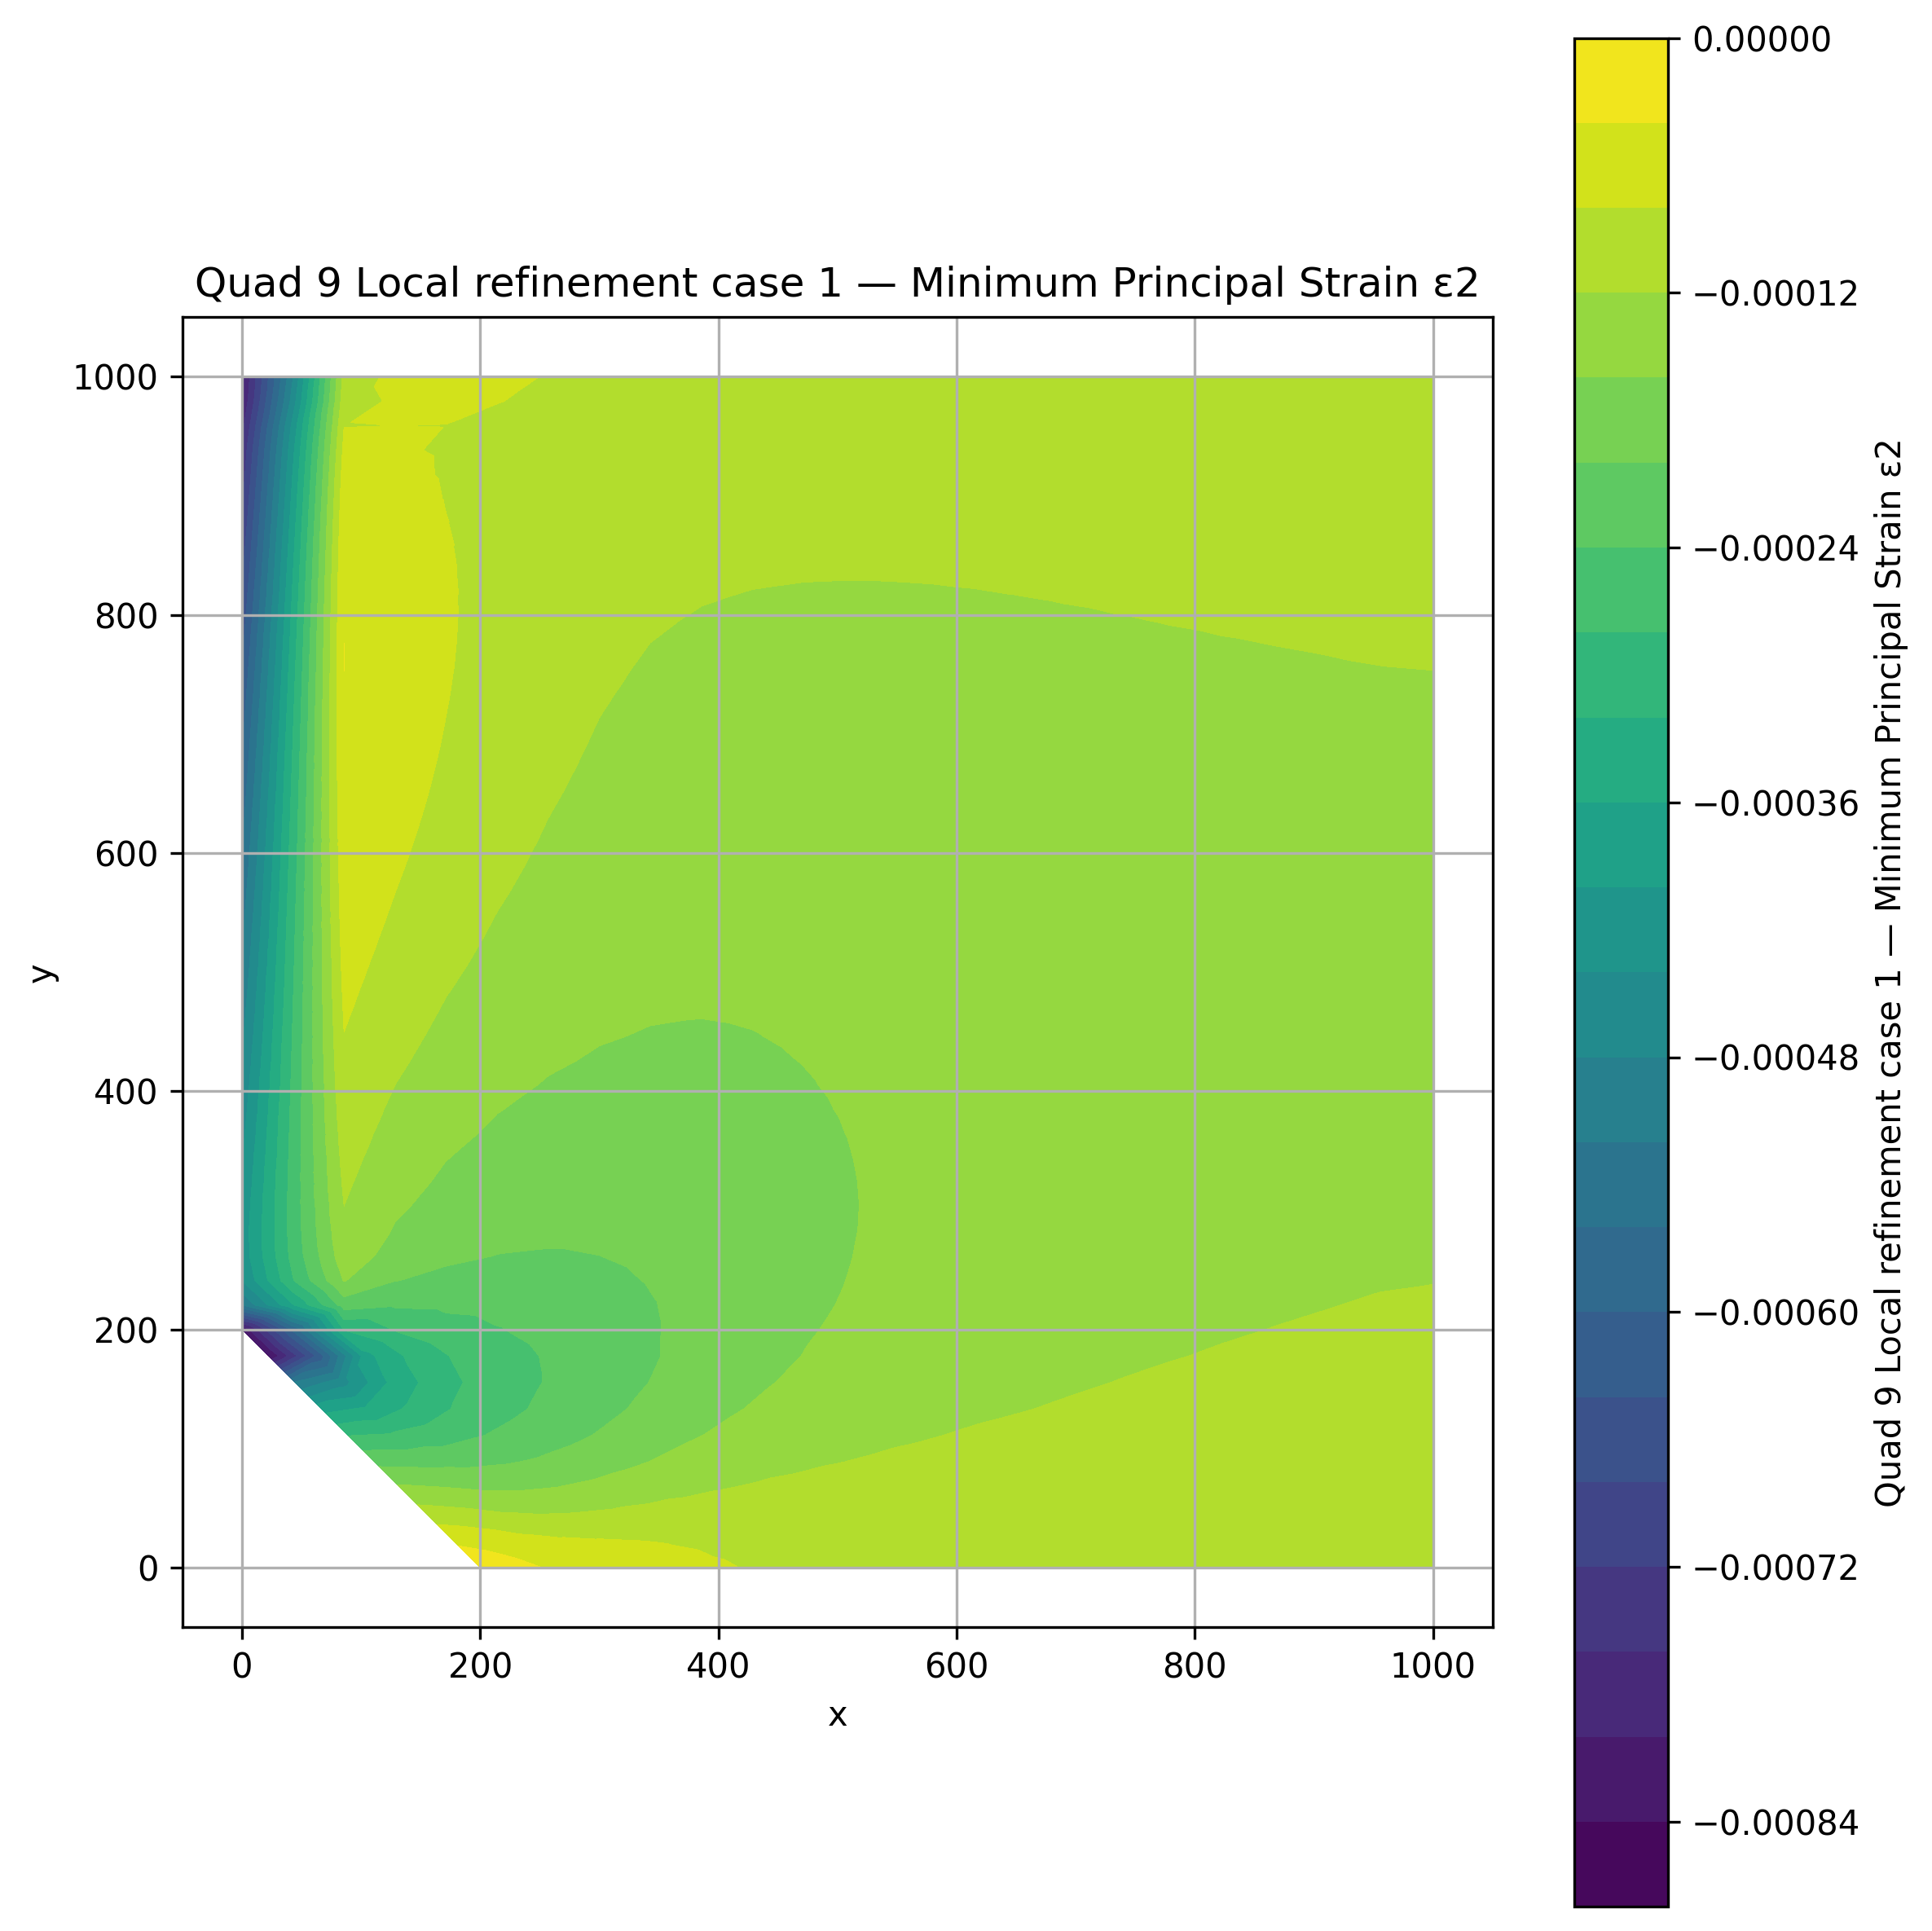 Quad 9 Local refinement case 1 — Minimum Principal Strain ε2
1000
800
600
400
200
0
y
0 200 400 600 800 1000
x
0.00000
−0.00012
−0.00024
−0.00036
−0.00048
−0.00060
−0.00072
−0.00084
Quad 9 Local refinement case 1 — Minimum Principal Strain ε2